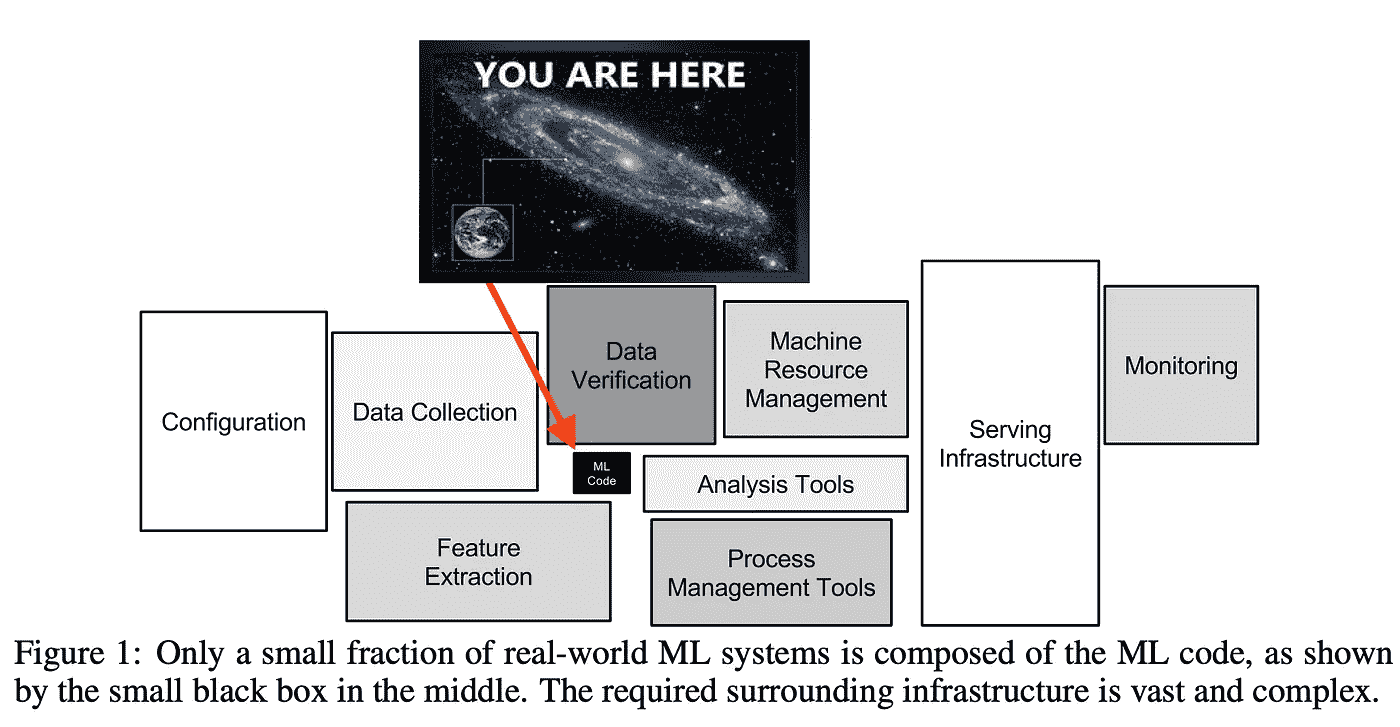 YOU ARE HERE
Configuration
Data Collection
Data
Verification
Machine
Resource
Management
Serving
Infrastructure
Monitoring
ML
Code
Analysis Tools
Feature
Extraction
Process
Management Tools
Figure 1: Only a small fraction of real-world ML systems is composed of the ML code, as shown
by the small black box in the middle. The required surrounding infrastructure is vast and complex.